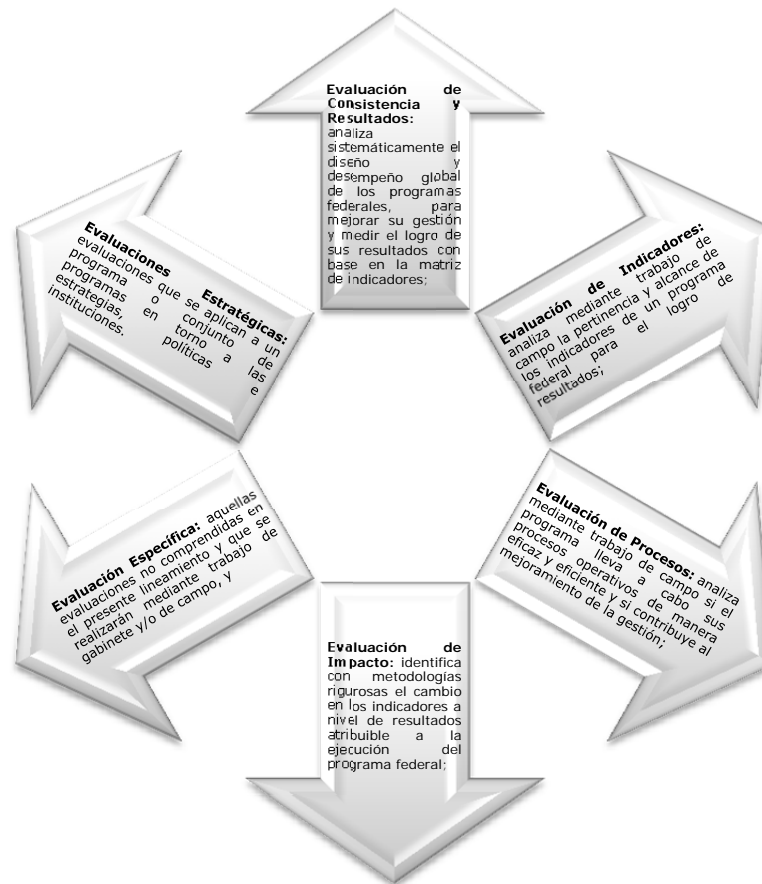 Evaluación de
Consistencia y
Resultados:
analiza
sistemáticamente el
diseño y
desempeño global
de los programas
federales, para
mejorar su gestión
y medir el logro de
sus resultados con
base en la matriz
de indicadores;
Evaluación de Indicadores:
analiza mediante trabajo de
campo la pertinencia y alcance de
los indicadores de un programa
federal para el logro de
resultados;
Evaluación de Procesos: analiza
mediante trabajo de campo si el
programa lleva a cabo sus
procesos operativos de manera
eficaz y eficiente y si contribuye al
mejoramiento de la gestión;
Evaluación de
Impacto: identifica
con metodologías
rigurosas el cambio
en los indicadores a
nivel de resultados
atribuible a la
ejecución del
programa federal;
Evaluación Específica: aquellas
evaluaciones no comprendidas en
el presente lineamiento y que se
realizarán mediante trabajo de
gabinete y/o de campo, y
Evaluaciones Estratégicas:
evaluaciones que se aplican a un
programa o conjunto de
programas en torno a las
estrategias, políticas e
instituciones.